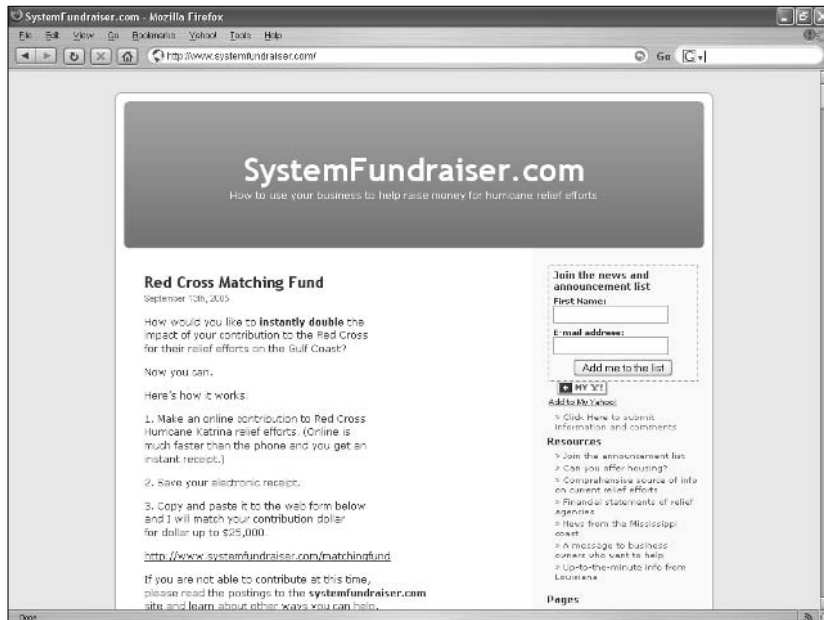 SystemFundraiser.com - Mozilla Firefox
File Edit View Go Bookmarks Yahoo! Tools Help
http://www.systemfundraiser.com/
Go
G
SystemFundraiser.com
How to use your business to help raise money for hurricane relief efforts
Red Cross Matching Fund
September 13th, 2005
How would you like to instantly double the
impact of your contribution to the Red Cross
for their relief efforts on the Gulf Coast?
Now you can.
Here's how it works
1. Make an online contribution to Red Cross
Hurricane Katrina relief efforts. (Online is
much faster than the phone and you get an
instant receipt.)
2. Save your electronic receipt.
3. Copy and paste it to the web form below
and I will match your contribution dollar
for dollar up to $25,000.
http://www.systemfundraiser.com/matchingfund
If you are not able to contribute at this time,
please read the postings to the systemfundraiser.com
site and learn about other ways you can help.
Join the news and
announcement list
First Name:
E-mail address:
Add me to the list
+ MY Y!
Add to My Yahoo!
> Click Here to submit
information and comments
Resources
> Join the announcement list
> Can you offer housing?
> Comprehensive source of info
on current relief efforts
> Financial statements of relief
agencies
> News from the Mississippi
coast
> A message to business
owners who want to help
> Up-to-the-minute info from
Louisiana
Pages
Done